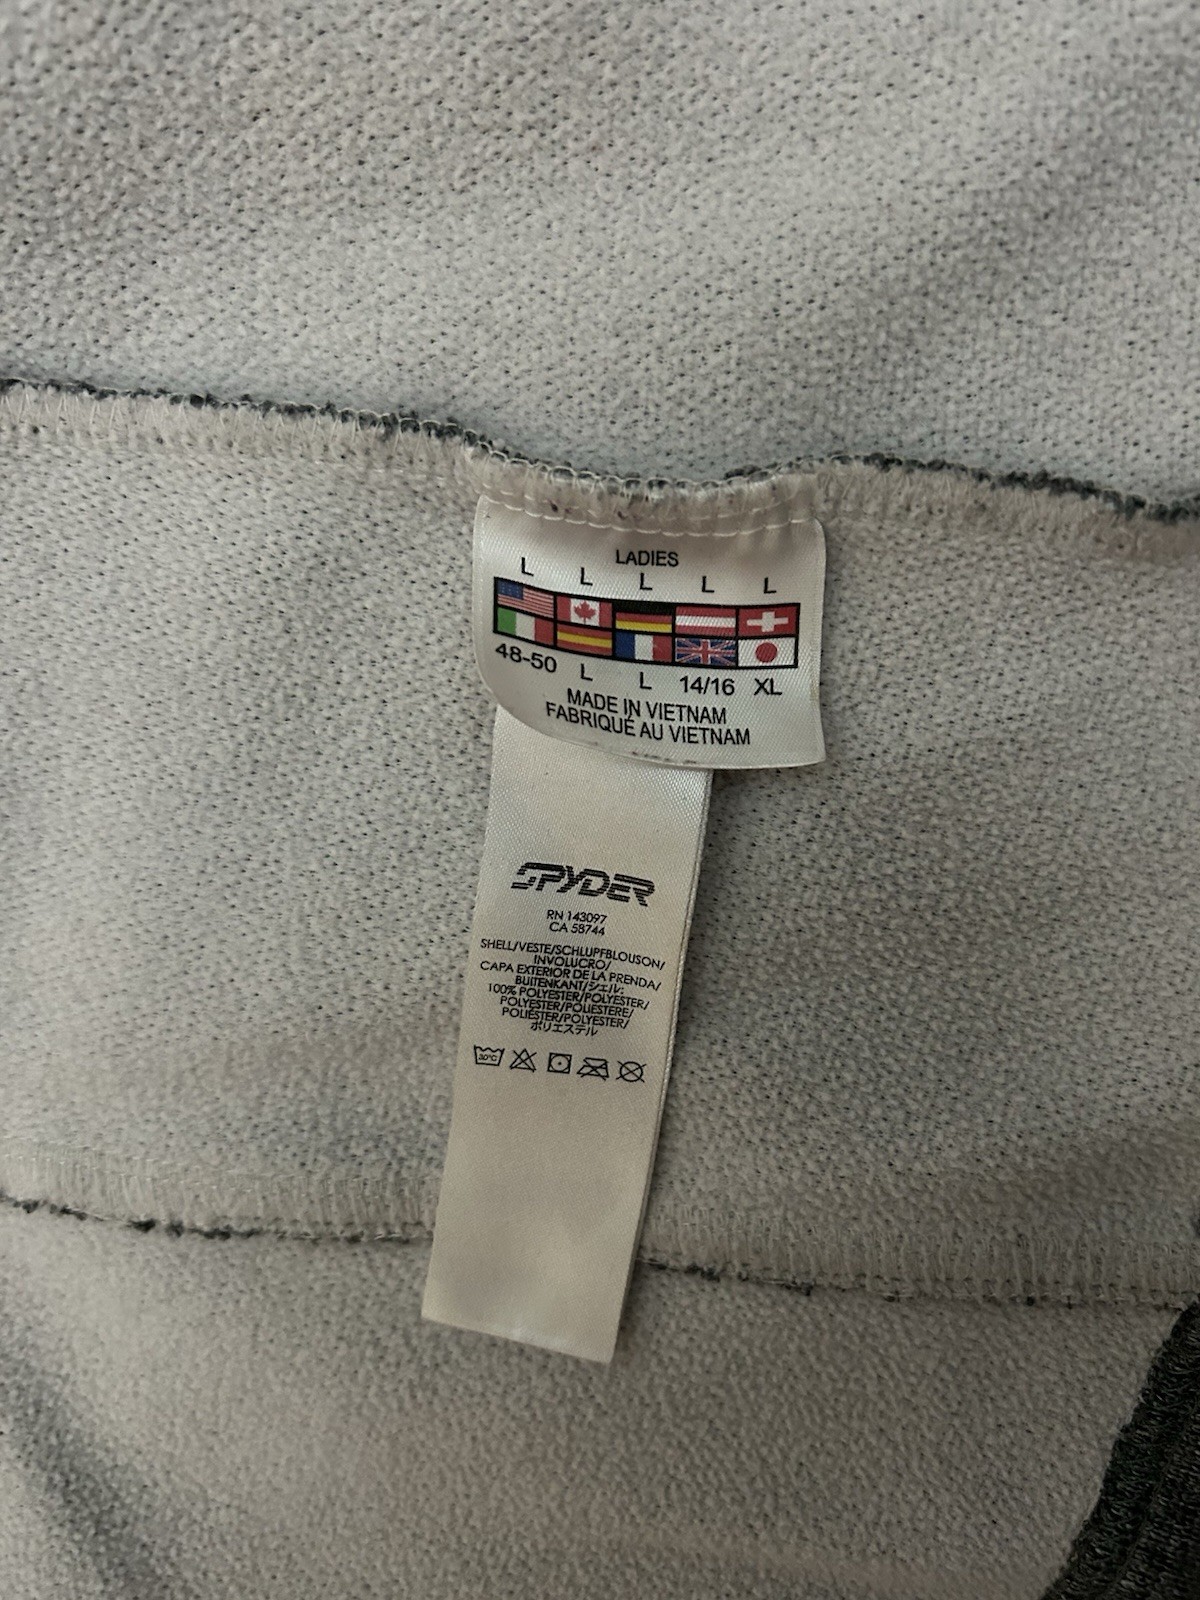 LADIES
L L L L L
48-50 L L 14/16 XL
MADE IN VIETNAM
FABRIQUÉ AU VIETNAM
SPYDER
RN 143097
CA 58744
SHELL/VESTE/SCHLUPFBLOUSON/
INVOLUCRO/
CAPA EXTERIOR DE LA PRENDA/
BUITENKANT/シェル:
100% POLYESTER/POLYESTER/
POLYESTER/POLIESTERE/
POLIÉSTER/POLYESTER/
ポリエステル
30°C